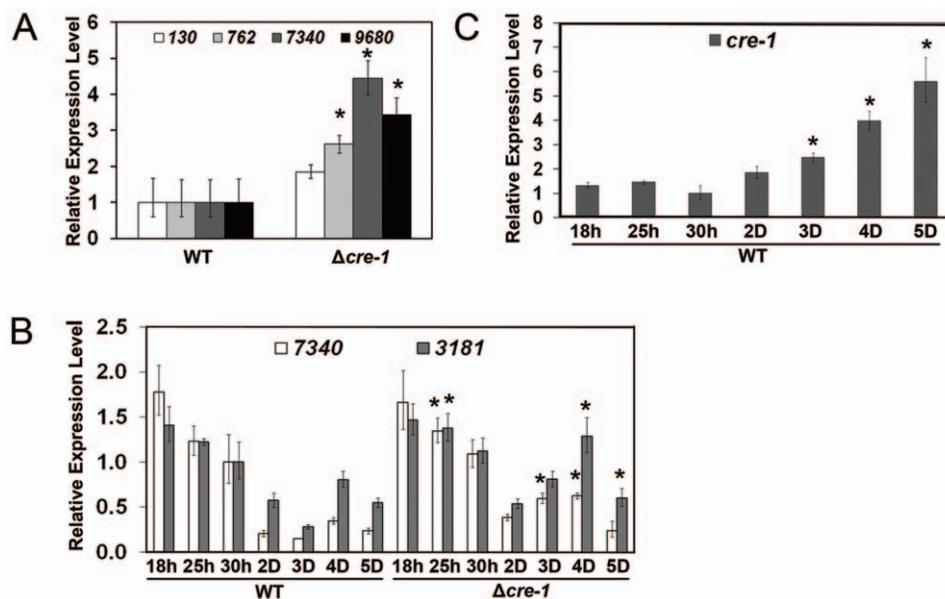 A
Relative Expression Level
6
5
4
3
2
1
0
130 762 7340 9680
*
*
*
WT Δcre-1
C
Relative Expression Level
8
7
6
5
4
3
2
1
0
cre-1
*
*
*
18h 25h 30h 2D 3D 4D 5D
WT
B
Relative Expression Level
2.5
2.0
1.5
1.0
0.5
0.0
7340 3181
* *
*
*
*
*
18h 25h 30h 2D 3D 4D 5D 18h 25h 30h 2D 3D 4D 5D
WT Δcre-1